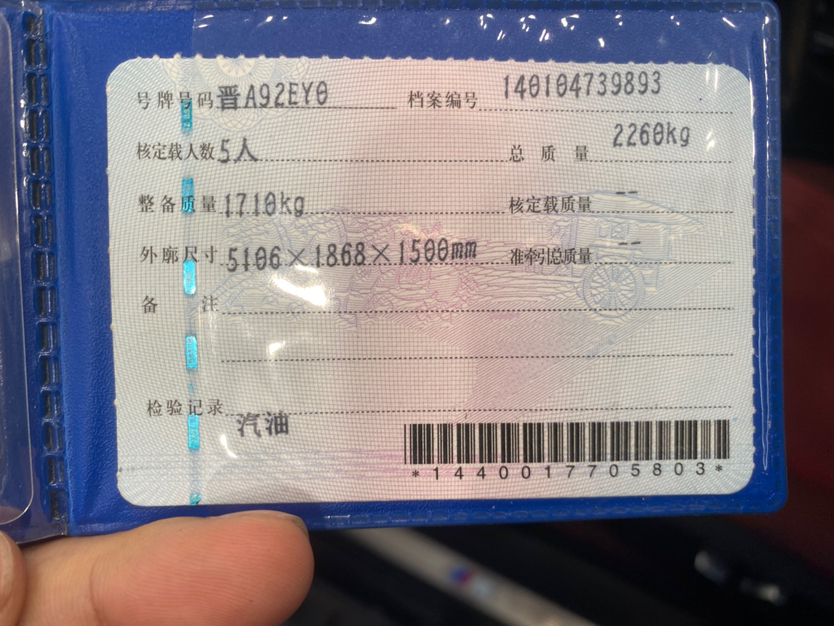 号牌号码 晋A92EY0 档案编号 140104739893
核定载人数 5人 总质量 2260kg
整备质量 1710kg 核定载质量 --
外廓尺寸 5106×1868×1500mm 准牵引总质量 --
备注
检验记录 汽油
*1440017705803*